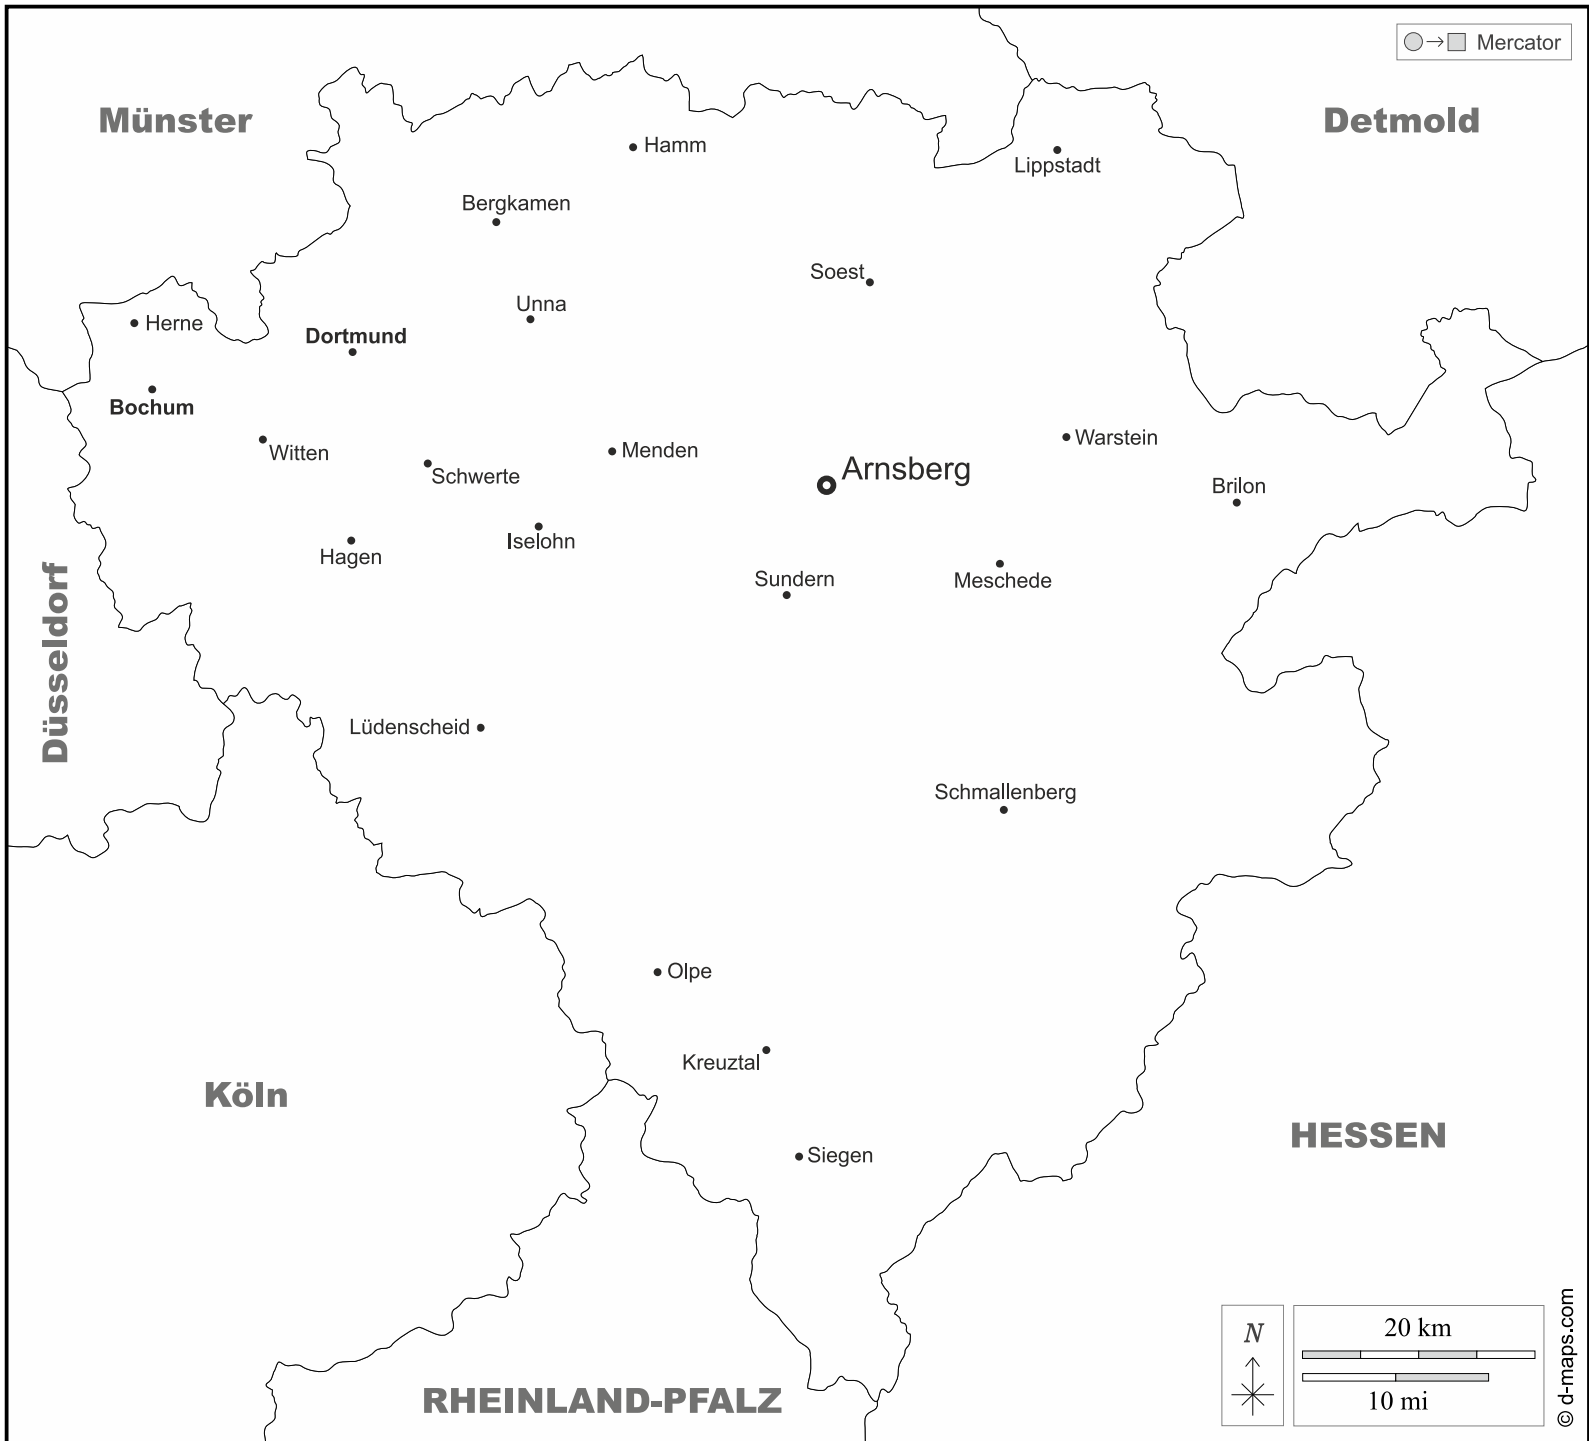 Mercator
Münster
Detmold
Hamm
Lippstadt
Bergkamen
Soest
Unna
Herne
Dortmund
Bochum
Witten
Schwerte
Menden
Arnsberg
Warstein
Brilon
Hagen
Iselohn
Sundern
Meschede
Düsseldorf
Lüdenscheid
Schmallenberg
Olpe
Kreuztal
Köln
HESSEN
Siegen
RHEINLAND-PFALZ
N
20 km
10 mi
© d-maps.com